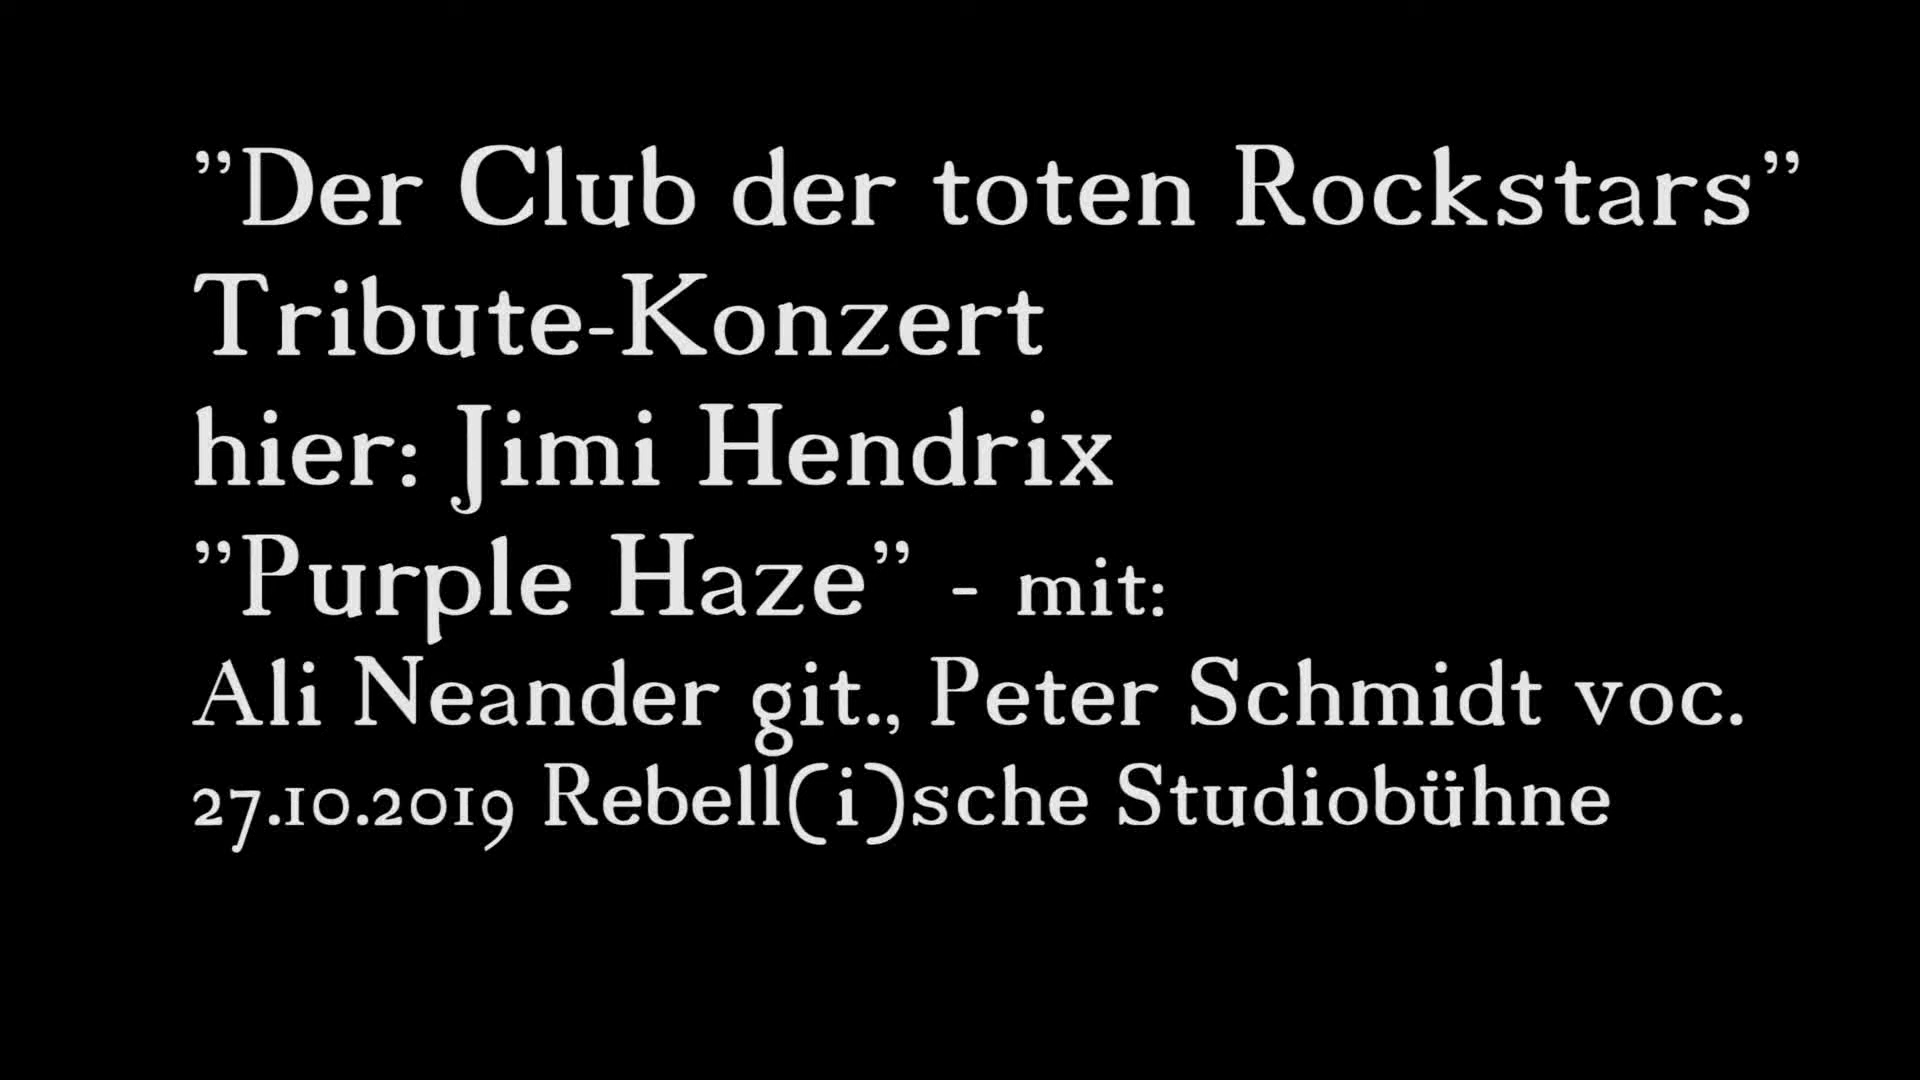 ”Der Club der toten Rockstars”
Tribute-Konzert
hier: Jimi Hendrix
”Purple Haze” - mit:
Ali Neander git., Peter Schmidt voc.
27.10.2019 Rebell(i)sche Studiobühne